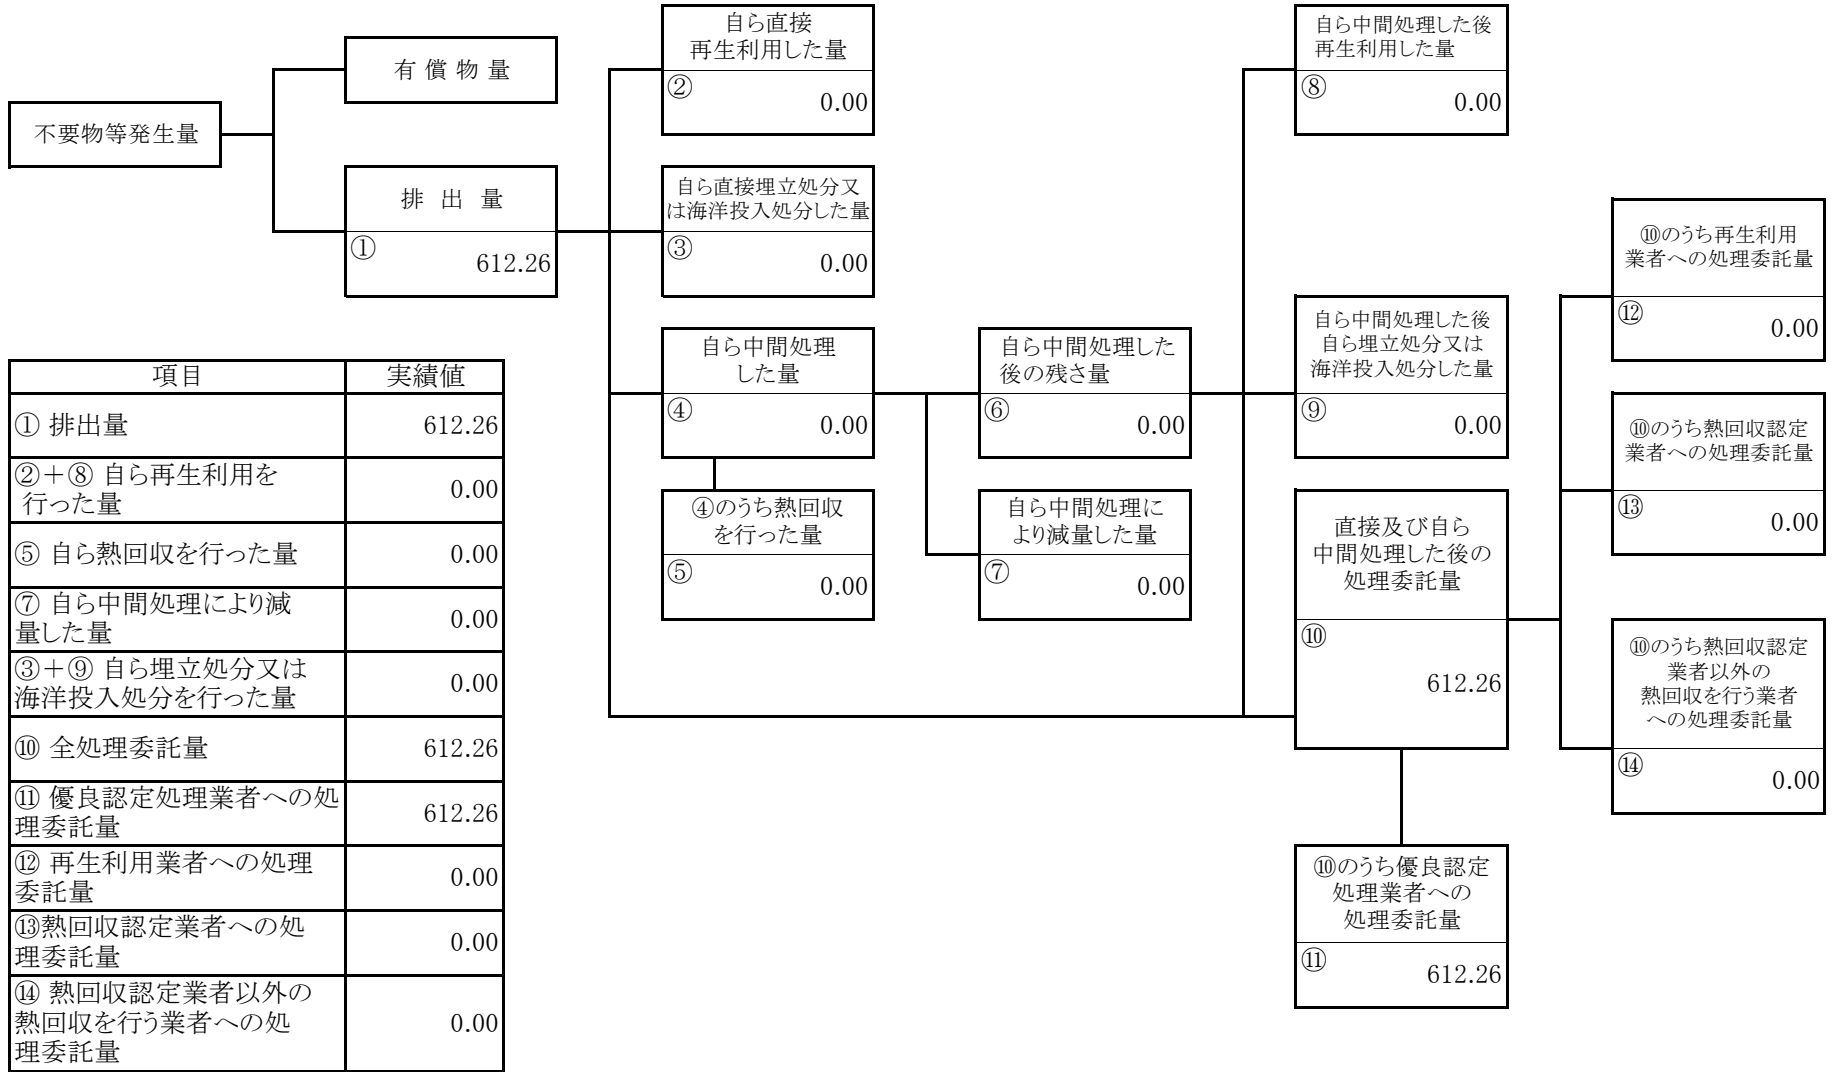 不要物等発生量
有 償 物 量
排 出 量
①
612.26
自ら直接
再生利用した量
②
0.00
自ら直接埋立処分又
は海洋投入処分した量
③
0.00
自ら中間処理
した量
④
0.00
④のうち熱回収
を行った量
⑤
0.00
自ら中間処理した
後の残さ量
⑥
0.00
自ら中間処理に
より減量した量
⑦
0.00
自ら中間処理した後
再生利用した量
⑧
0.00
自ら中間処理した後
自ら埋立処分又は
海洋投入処分した量
⑨
0.00
直接及び自ら
中間処理した後の
処理委託量
⑩
612.26
⑩のうち優良認定
処理業者への
処理委託量
⑪
612.26
⑩のうち再生利用
業者への処理委託量
⑫
0.00
⑩のうち熱回収認定
業者への処理委託量
⑬
0.00
⑩のうち熱回収認定
業者以外の
熱回収を行う業者
への処理委託量
⑭
0.00
項目 実績値
① 排出量 612.26
②＋⑧ 自ら再生利用を
行った量 0.00
⑤ 自ら熱回収を行った量 0.00
⑦ 自ら中間処理により減
量した量 0.00
③＋⑨ 自ら埋立処分又は
海洋投入処分を行った量 0.00
⑩ 全処理委託量 612.26
⑪ 優良認定処理業者への処
理委託量 612.26
⑫ 再生利用業者への処理
委託量 0.00
⑬熱回収認定業者への処
理委託量 0.00
⑭ 熱回収認定業者以外の
熱回収を行う業者への処
理委託量 0.00